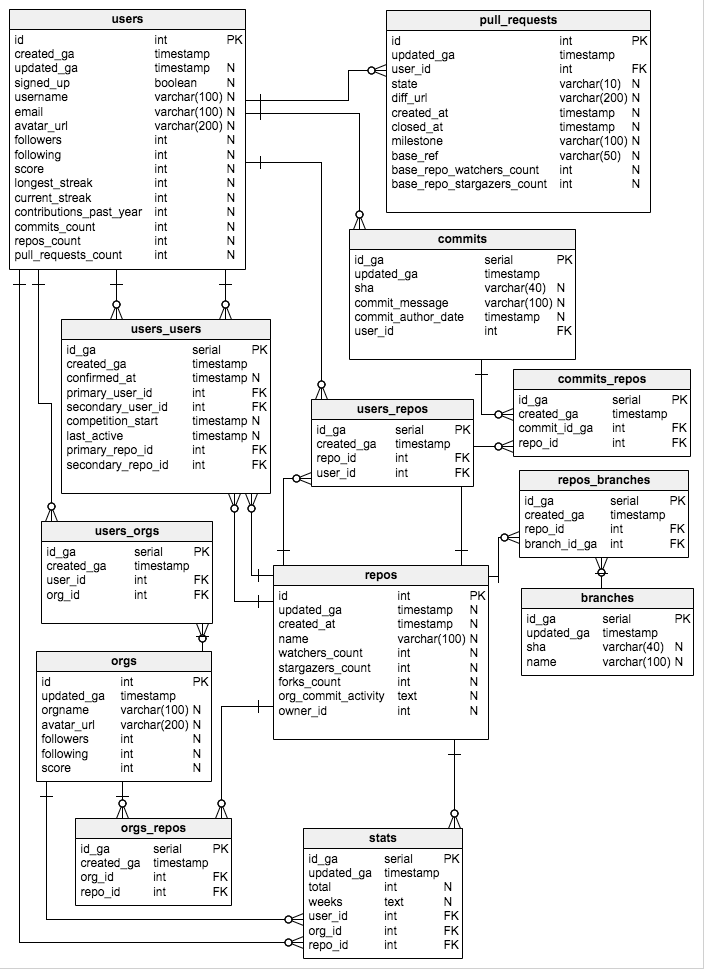 users
id int PK
created_ga timestamp
updated_ga timestamp N
signed_up boolean N
username varchar(100) N
email varchar(100) N
avatar_url varchar(200) N
followers int N
following int N
score int N
longest_streak int N
current_streak int N
contributions_past_year int N
commits_count int N
repos_count int N
pull_requests_count int N
pull_requests
id int PK
updated_ga timestamp
user_id int FK
state varchar(10) N
diff_url varchar(200) N
created_at timestamp N
closed_at timestamp N
milestone varchar(100) N
base_ref varchar(50) N
base_repo_watchers_count int N
base_repo_stargazers_count int N
commits
id_ga serial PK
updated_ga timestamp
sha varchar(40) N
commit_message varchar(100) N
commit_author_date timestamp N
user_id int FK
users_users
id_ga serial PK
created_ga timestamp
confirmed_at timestamp N
primary_user_id int FK
secondary_user_id int FK
competition_start timestamp N
last_active timestamp N
primary_repo_id int FK
secondary_repo_id int FK
users_repos
id_ga serial PK
created_ga timestamp
repo_id int FK
user_id int FK
commits_repos
id_ga serial PK
created_ga timestamp
commit_id_ga int FK
repo_id int FK
repos_branches
id_ga serial PK
created_ga timestamp
repo_id int FK
branch_id_ga int FK
users_orgs
id_ga serial PK
created_ga timestamp
user_id int FK
org_id int FK
repos
id int PK
updated_ga timestamp N
created_at timestamp N
name varchar(100) N
watchers_count int N
stargazers_count int N
forks_count int N
org_commit_activity text N
owner_id int N
branches
id_ga serial PK
updated_ga timestamp
sha varchar(40) N
name varchar(100) N
orgs
id int PK
updated_ga timestamp
orgname varchar(100) N
avatar_url varchar(200) N
followers int N
following int N
score int N
orgs_repos
id_ga serial PK
created_ga timestamp
org_id int FK
repo_id int FK
stats
id_ga serial PK
updated_ga timestamp
total int N
weeks text N
user_id int FK
org_id int FK
repo_id int FK